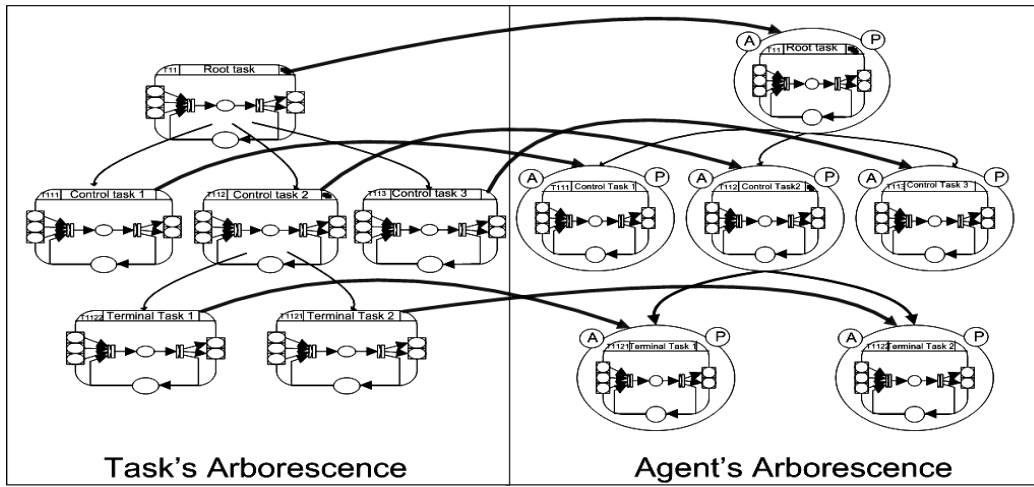 A
P
T11 Root task
T11 Root task
T111 Control task 1
T112 Control task 2
T113 Control task 3
A
P
A
P
A
P
T111 Control Task 1
T112 Control Task2
T113 Control Task 3
T1122 Terminal Task 1
T1121 Terminal Task 2
A
P
A
P
T1121 Terminal Task 1
T1122 Terminal Task 2
Task's Arborescence
Agent's Arborescence